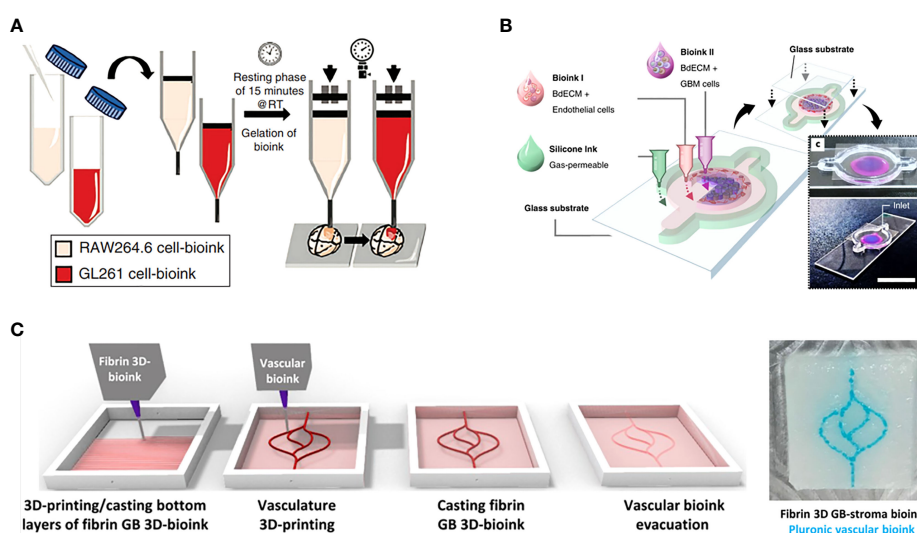 A
Resting phase
of 15 minutes
@RT
Gelation of
bioink
RAW264.6 cell-bioink
GL261 cell-bioink
B
Bioink I
BdECM +
Endothelial cells
Bioink II
BdECM +
GBM cells
Glass substrate
Silicone Ink
Gas-permeable
Glass substrate
c
Inlet
C
Fibrin 3D-
bioink
Vascular
bioink
3D-printing/casting bottom
layers of fibrin GB 3D-bioink
Vasculature
3D-printing
Casting fibrin
GB 3D-bioink
Vascular bioink
evacuation
Fibrin 3D GB-stroma bioin
Pluronic vascular bioink